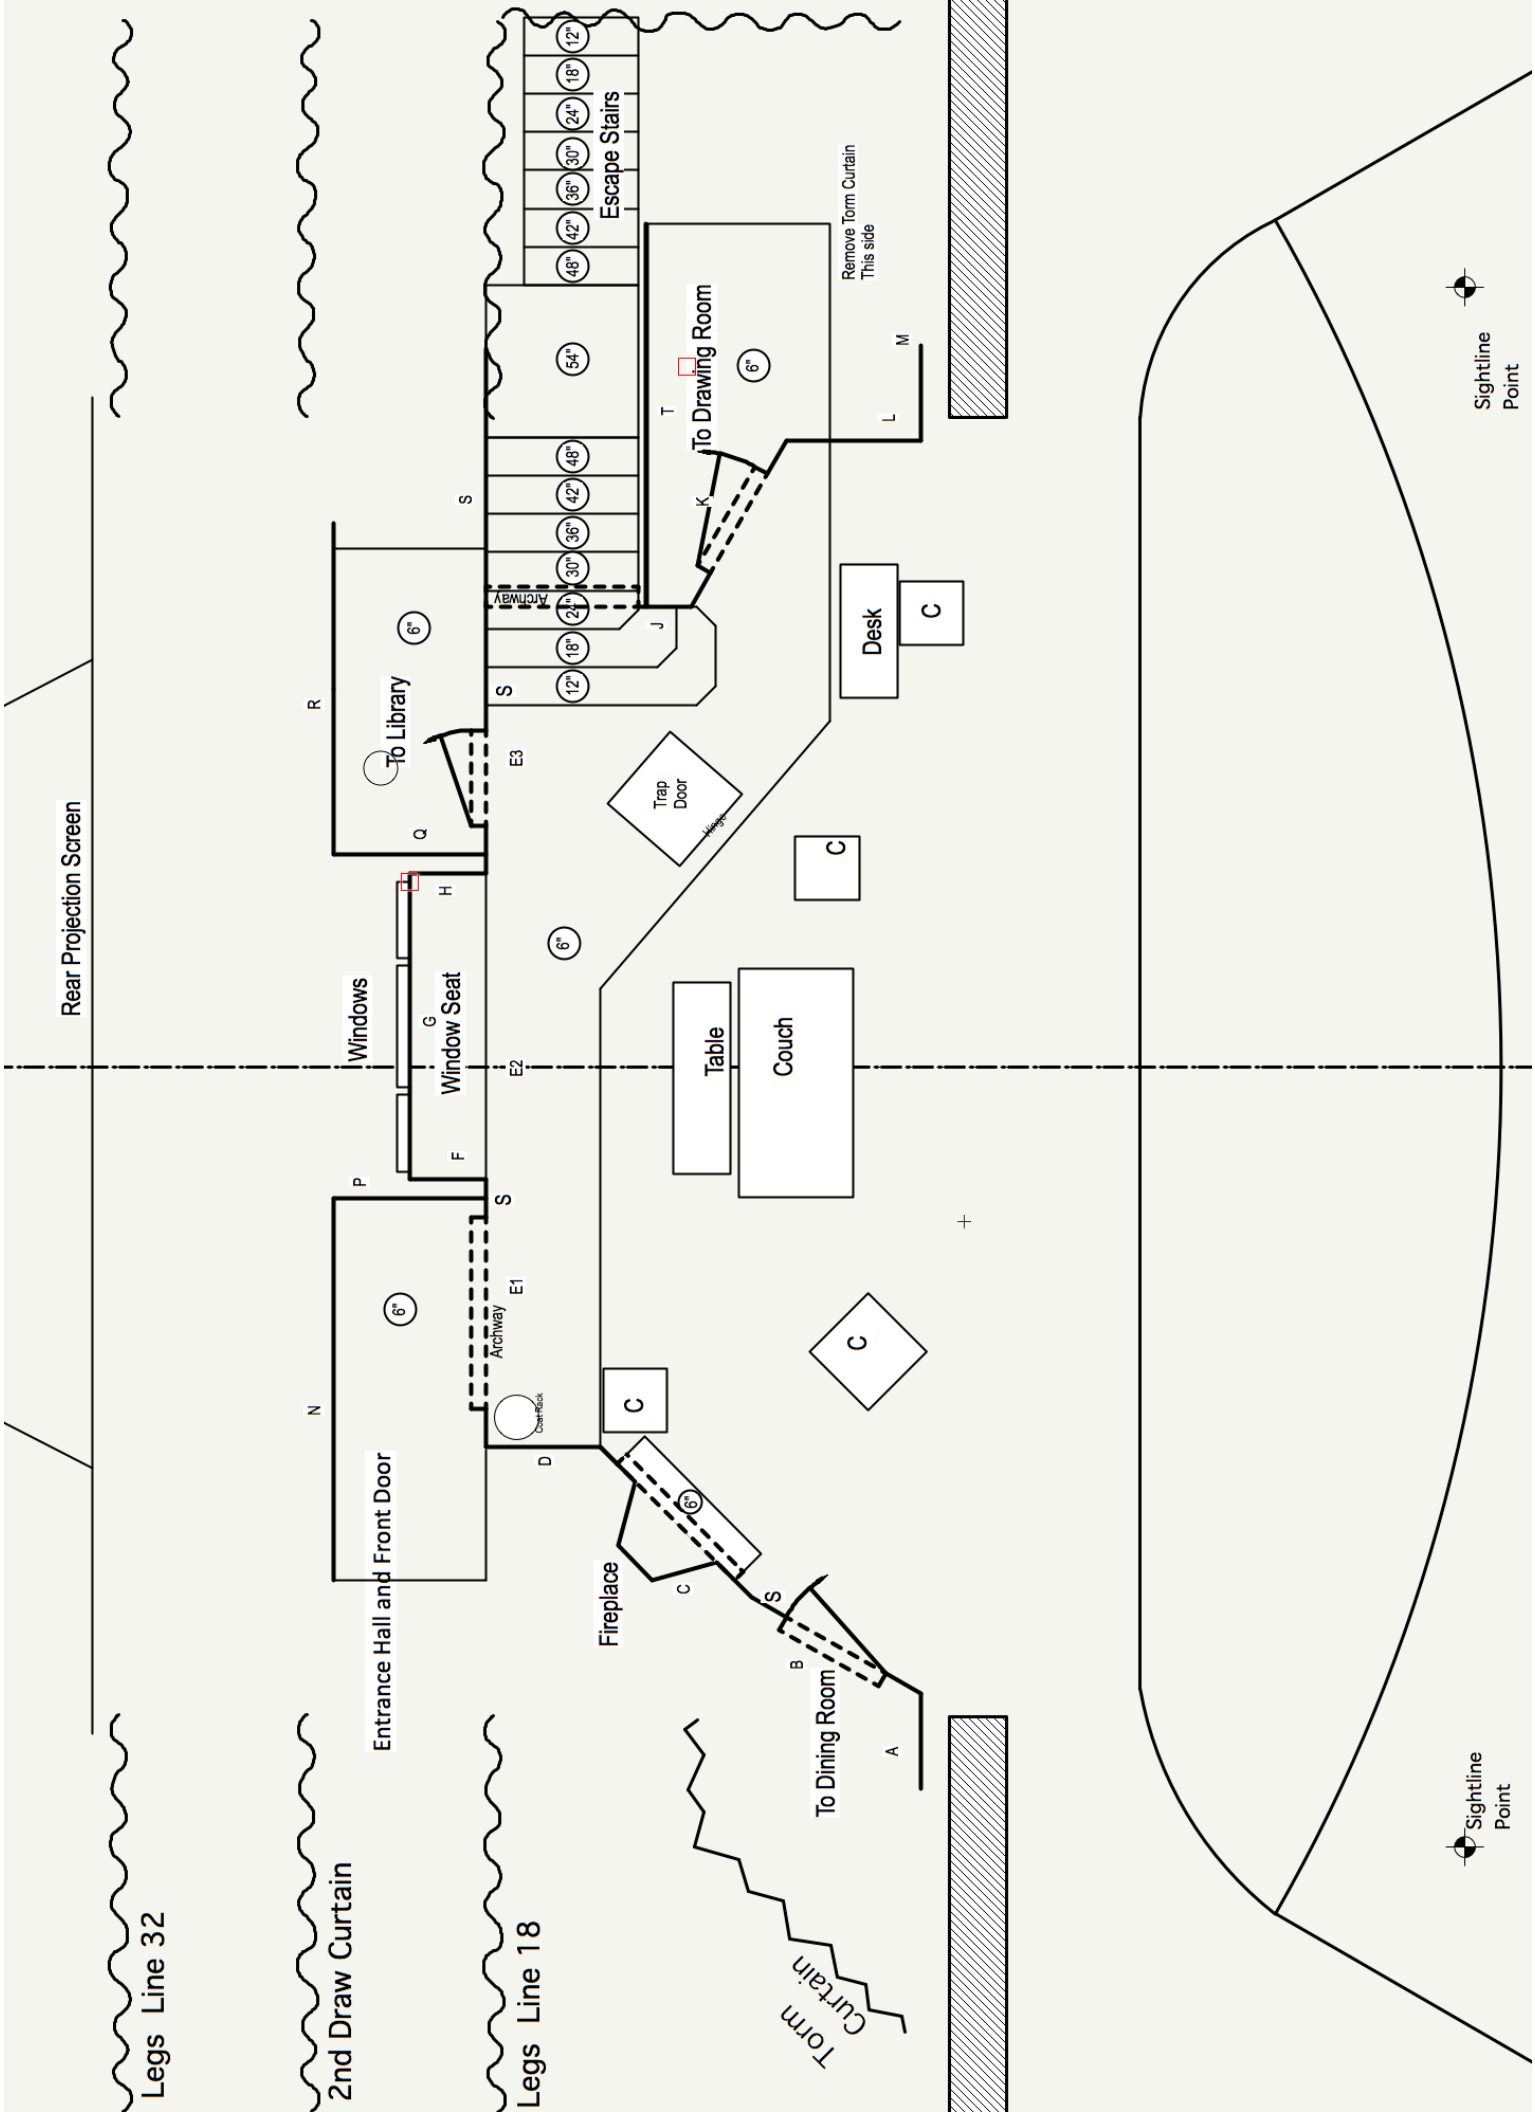 Rear Projection Screen
Legs Line 32
2nd Draw Curtain
Legs Line 18
Entrance Hall and Front Door
N
6"
P
Archway
E1
S
Coat Rack
D
Windows
G
Window Seat
F
H
E2
6"
R
To Library
6"
Q
E3
S
S
12"
18"
24"
30"
36"
42"
48"
54"
48"
42"
36"
30"
24"
18"
12"
Archway
Escape Stairs
J
T
To Drawing Room
K
6"
Remove Torm Curtain
This side
L
M
Trap
Door
Hinge
Desk
C
C
Table
Couch
C
C
Fireplace
6"
C
S
B
To Dining Room
A
Torm
Curtain
Sightline
Point
Sightline
Point